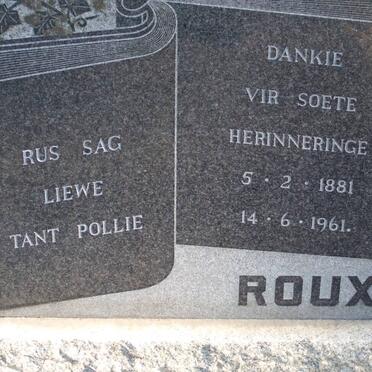 RUS SAG
LIEWE
TANT POLLIE
DANKIE
VIR SOETE
HERINNERINGE
5 · 2 · 1881
14 · 6 · 1961.
ROUX